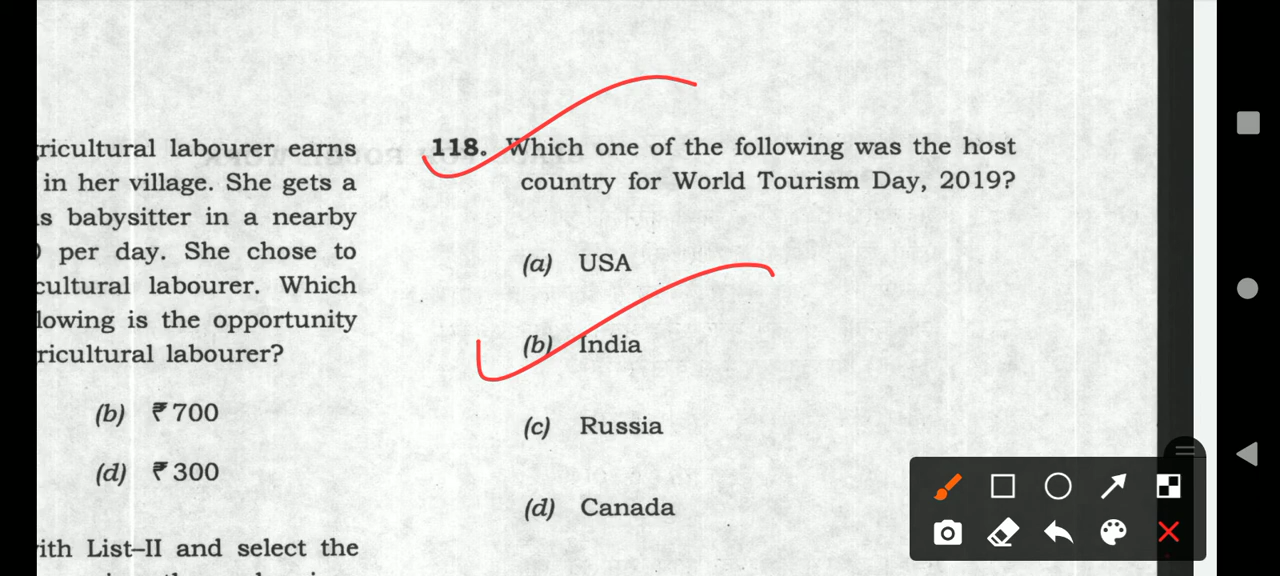 ricultural labourer earns
in her village. She gets a
s babysitter in a nearby
per day. She chose to
cultural labourer. Which
lowing is the opportunity
ricultural labourer?
(b) ₹ 700
(d) ₹ 300
ith List–II and select the
118. Which one of the following was the host
country for World Tourism Day, 2019?
(a) USA
(b) India
(c) Russia
(d) Canada